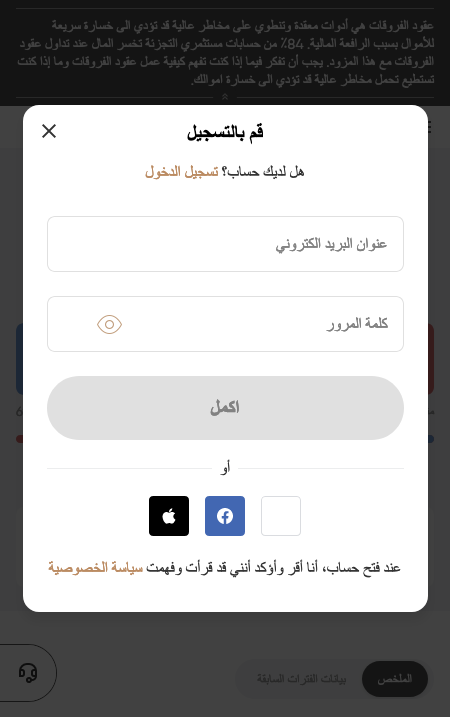 عقود الفروقات هي أدوات معقدة وتنطوي على مخاطر عالية قد تؤدي الى خسارة سريعة
للأموال بسبب الرافعة المالية. 84٪ من حسابات مستثمري التجزئة تخسر المال عند تداول عقود
الفروقات مع هذا المزود. يجب أن تفكر فيما إذا كنت تفهم كيفية عمل عقود الفروقات وما إذا كنت
تستطيع تحمل مخاطر عالية قد تؤدي الى خسارة اموالك.
قم بالتسجيل
هل لديك حساب؟ تسجيل الدخول
عنوان البريد الكتروني
كلمة المرور
اكمل
أو
عند فتح حساب، أنا أقر وأؤكد أنني قد قرأت وفهمت سياسة الخصوصية
الملخص
بيانات الفترات السابقة